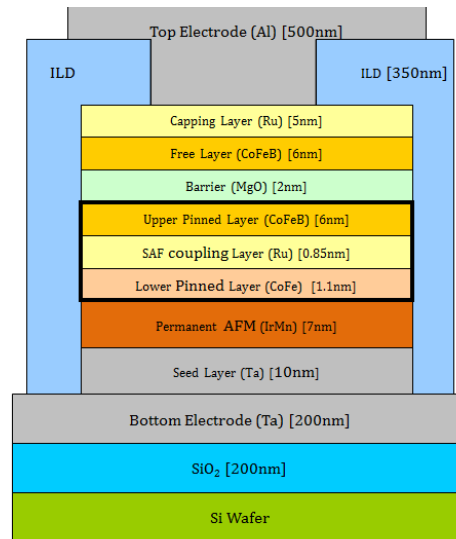 Top Electrode (Al) [500nm]
ILD
ILD [350nm]
Capping Layer (Ru) [5nm]
Free Layer (CoFeB) [6nm]
Barrier (MgO) [2nm]
Upper Pinned Layer (CoFeB) [6nm]
SAF coupling Layer (Ru) [0.85nm]
Lower Pinned Layer (CoFe) [1.1nm]
Permanent AFM (IrMn) [7nm]
Seed Layer (Ta) [10nm]
Bottom Electrode (Ta) [200nm]
SiO₂ [200nm]
Si Wafer